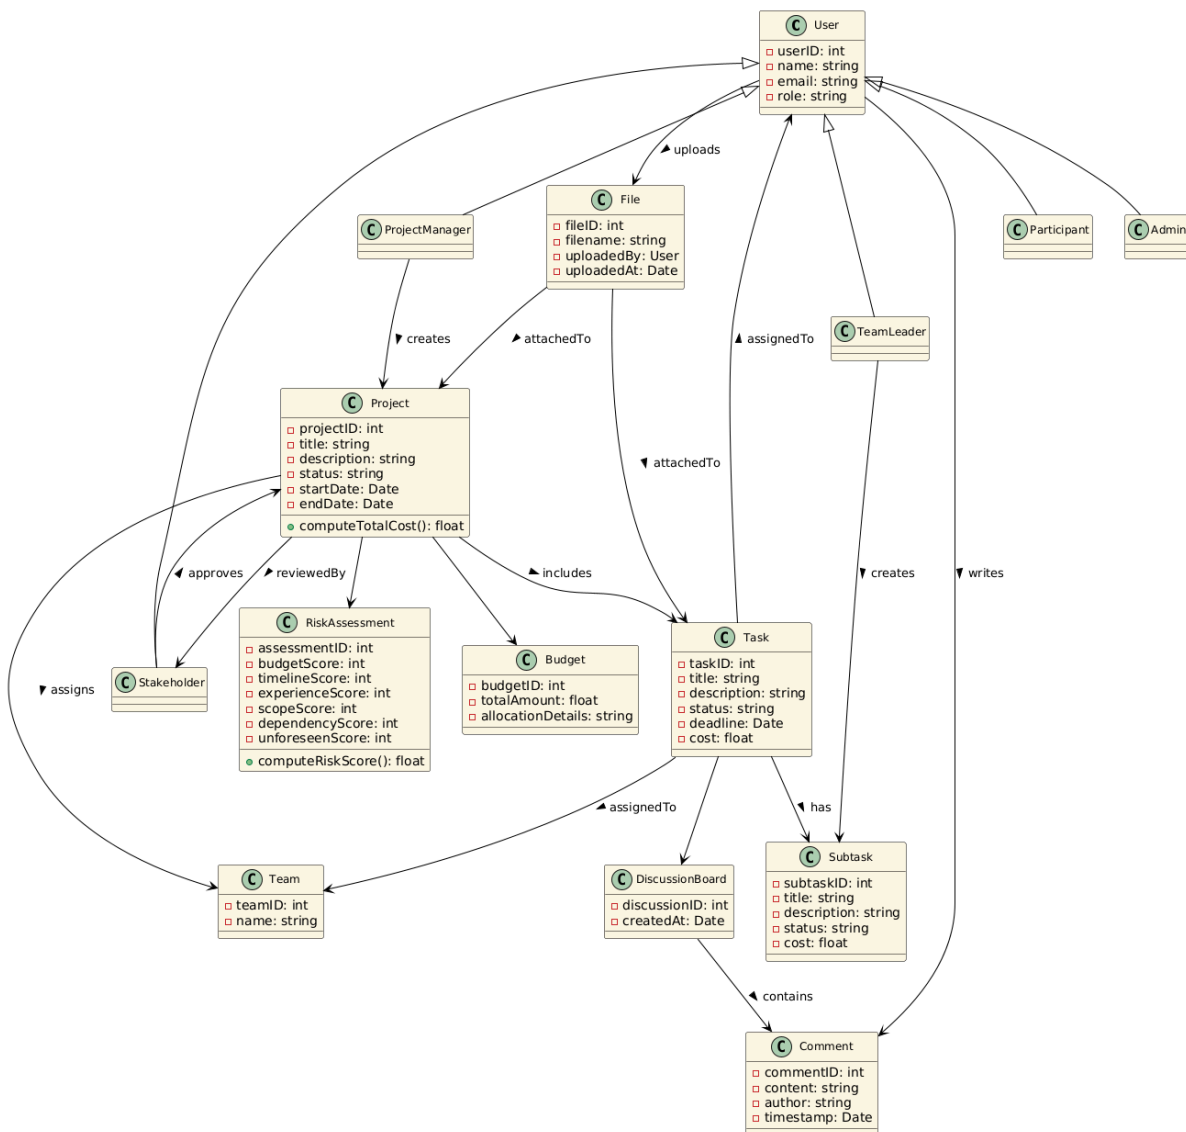 C User
userID: int
name: string
email: string
role: string
uploads
C File
fileID: int
filename: string
uploadedBy: User
uploadedAt: Date
C ProjectManager
C Participant
C Admin
creates
attachedTo
assignedTo
C TeamLeader
C Project
projectID: int
title: string
description: string
status: string
startDate: Date
endDate: Date
computeTotalCost(): float
attachedTo
approves
reviewedBy
includes
creates
writes
C RiskAssessment
assessmentID: int
budgetScore: int
timelineScore: int
experienceScore: int
scopeScore: int
dependencyScore: int
unforeseenScore: int
computeRiskScore(): float
C Stakeholder
assigns
C Budget
budgetID: int
totalAmount: float
allocationDetails: string
C Task
taskID: int
title: string
description: string
status: string
deadline: Date
cost: float
assignedTo
has
C Team
teamID: int
name: string
C DiscussionBoard
discussionID: int
createdAt: Date
C Subtask
subtaskID: int
title: string
description: string
status: string
cost: float
contains
C Comment
commentID: int
content: string
author: string
timestamp: Date